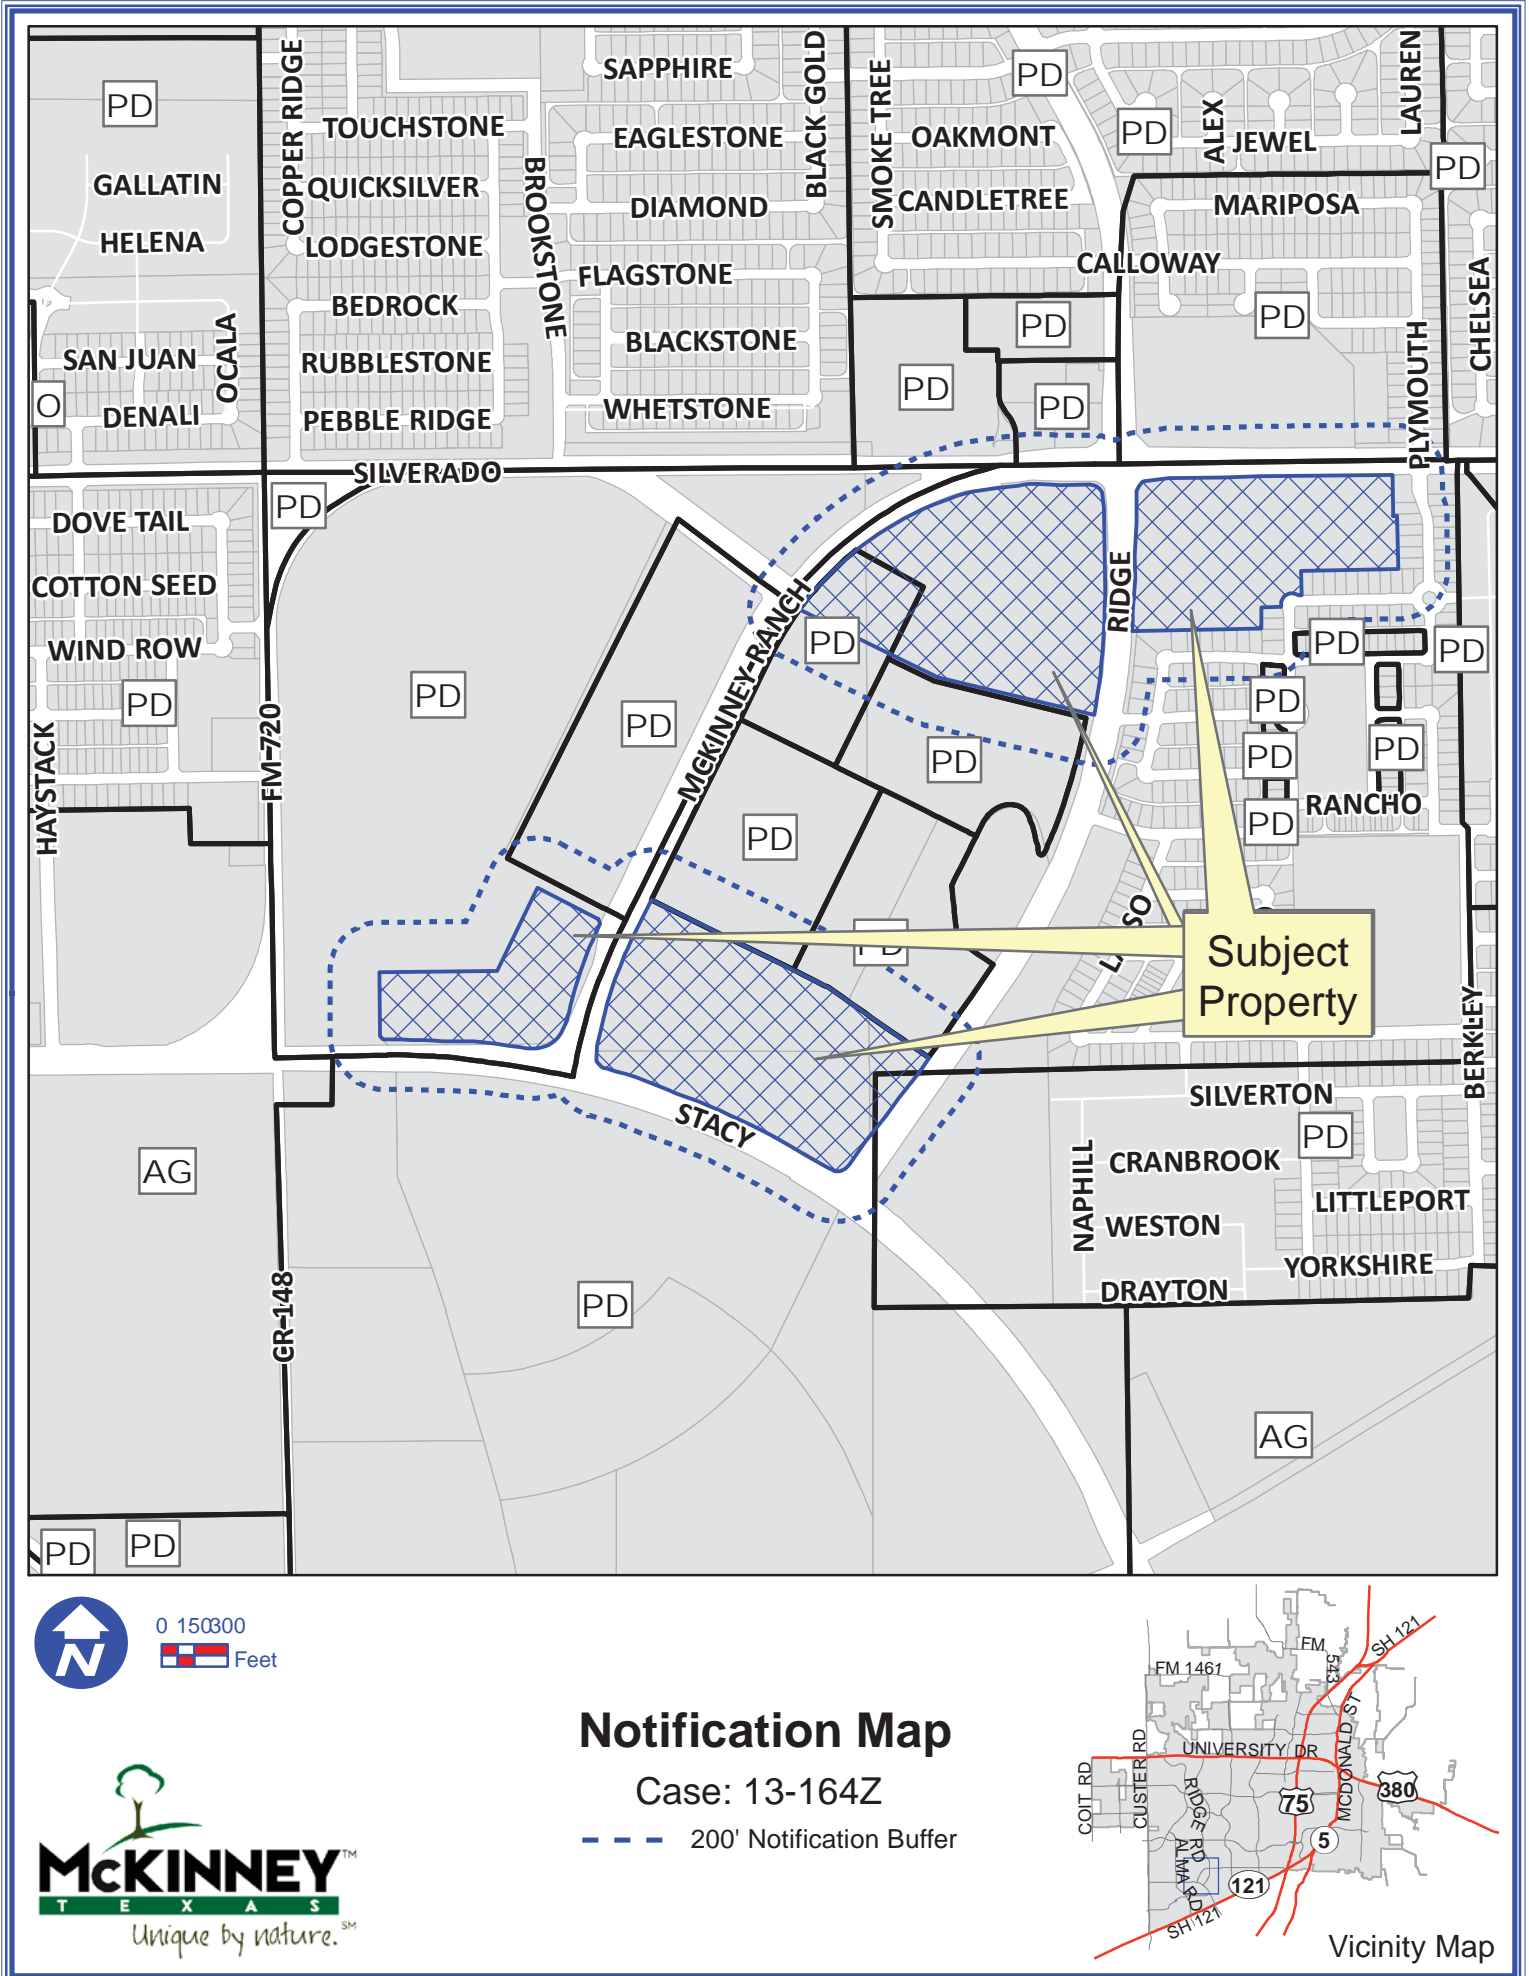 PD
COPPER RIDGE
SAPPHIRE
BLACK GOLD
SMOKE TREE
PD
LAUREN
TOUCHSTONE
EAGLESTONE
OAKMONT
PD
ALEX
JEWEL
GALLATIN
QUICKSILVER
BROOKSTONE
DIAMOND
CANDLETREE
MARIPOSA
PD
HELENA
LODGESTONE
FLAGSTONE
CALLOWAY
BEDROCK
PD
PD
CHELSEA
SAN JUAN
OCALA
RUBBLESTONE
BLACKSTONE
PD
PLYMOUTH
O
DENALI
PEBBLE RIDGE
WHETSTONE
PD
SILVERADO
DOVE TAIL
PD
COTTON SEED
RIDGE
WIND ROW
PD
PD
PD
PD
PD
PD
MCKINNEY RANCH
PD
HAYSTACK
FM 720
PD
PD
PD
PD
RANCHO
PD
PD
Subject
Property
BERKLEY
SILVERTON
STACY
PD
AG
NAPHILL
CRANBROOK
LITTLEPORT
WESTON
YORKSHIRE
DRAYTON
CR 148
PD
AG
PD
PD
N
0 150300
Feet
Notification Map
Case: 13-164Z
200' Notification Buffer
McKINNEY™
TEXAS
Unique by nature.℠
FM 543
SH 121
FM 1461
UNIVERSITY DR
MCDONALD ST
COIT RD
CUSTER RD
RIDGE RD
75
380
5
ALMA RD
121
SH 121
Vicinity Map